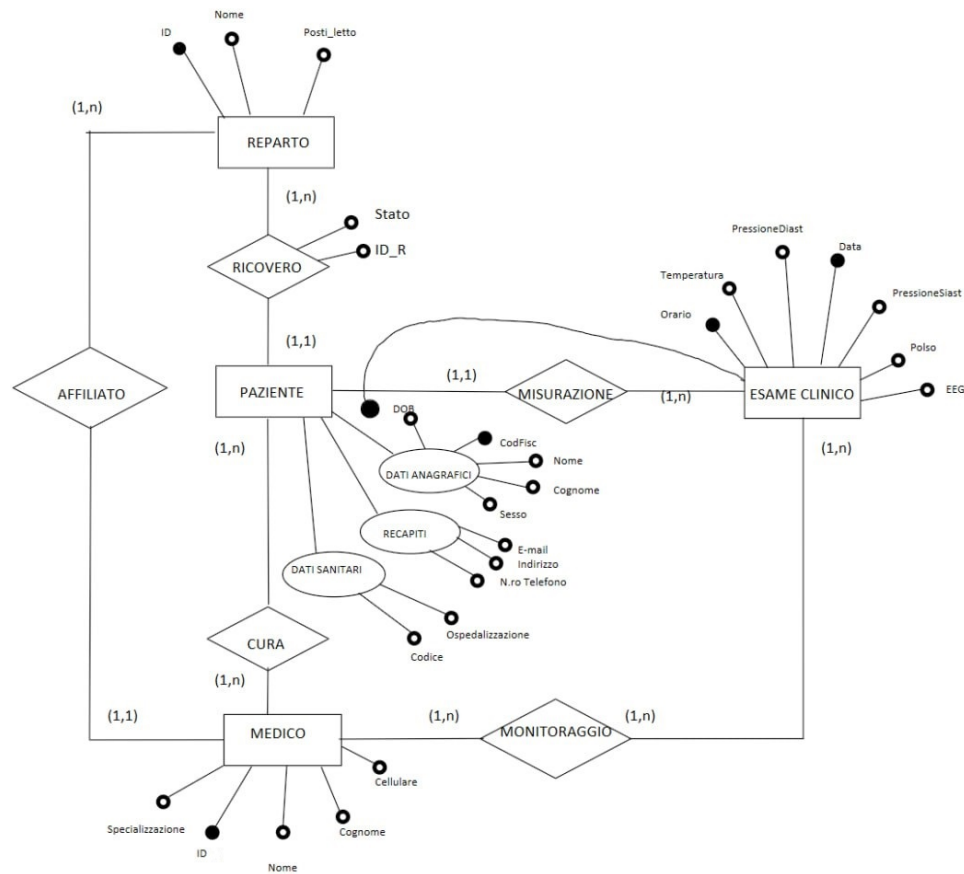 Nome
ID
Posti_letto
(1,n)
REPARTO
(1,n)
Stato
ID_R
RICOVERO
PressioneDiast
Data
Temperatura
PressioneSiast
Orario
(1,1)
Polso
AFFILIATO
PAZIENTE
(1,1)
MISURAZIONE
(1,n)
ESAME CLINICO
EEG
DOB
(1,n)
CodFisc
(1,n)
Nome
DATI ANAGRAFICI
Cognome
Sesso
RECAPITI
E-mail
Indirizzo
DATI SANITARI
N.ro Telefono
Ospedalizzazione
CURA
Codice
(1,n)
(1,1)
(1,n)
(1,n)
MEDICO
MONITORAGGIO
Cellulare
Specializzazione
Cognome
ID
Nome